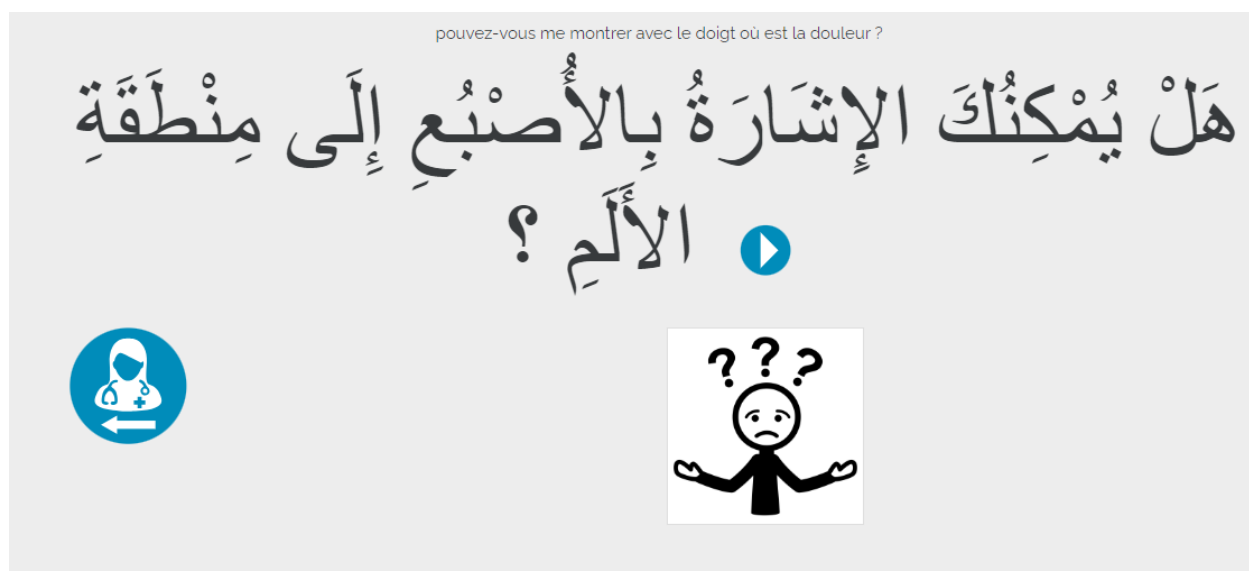 pouvez-vous me montrer avec le doigt où est la douleur ?
هَلْ يُمْكِنُكَ الإِشَارَةُ بِالأُصْبُعِ إِلَى مِنْطَقَةِ
الأَلَمِ ؟
? ? ?